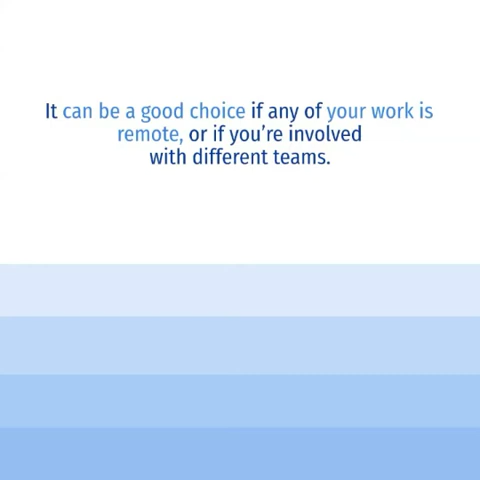 It can be a good choice if any of your work is
remote, or if you’re involved
with different teams.